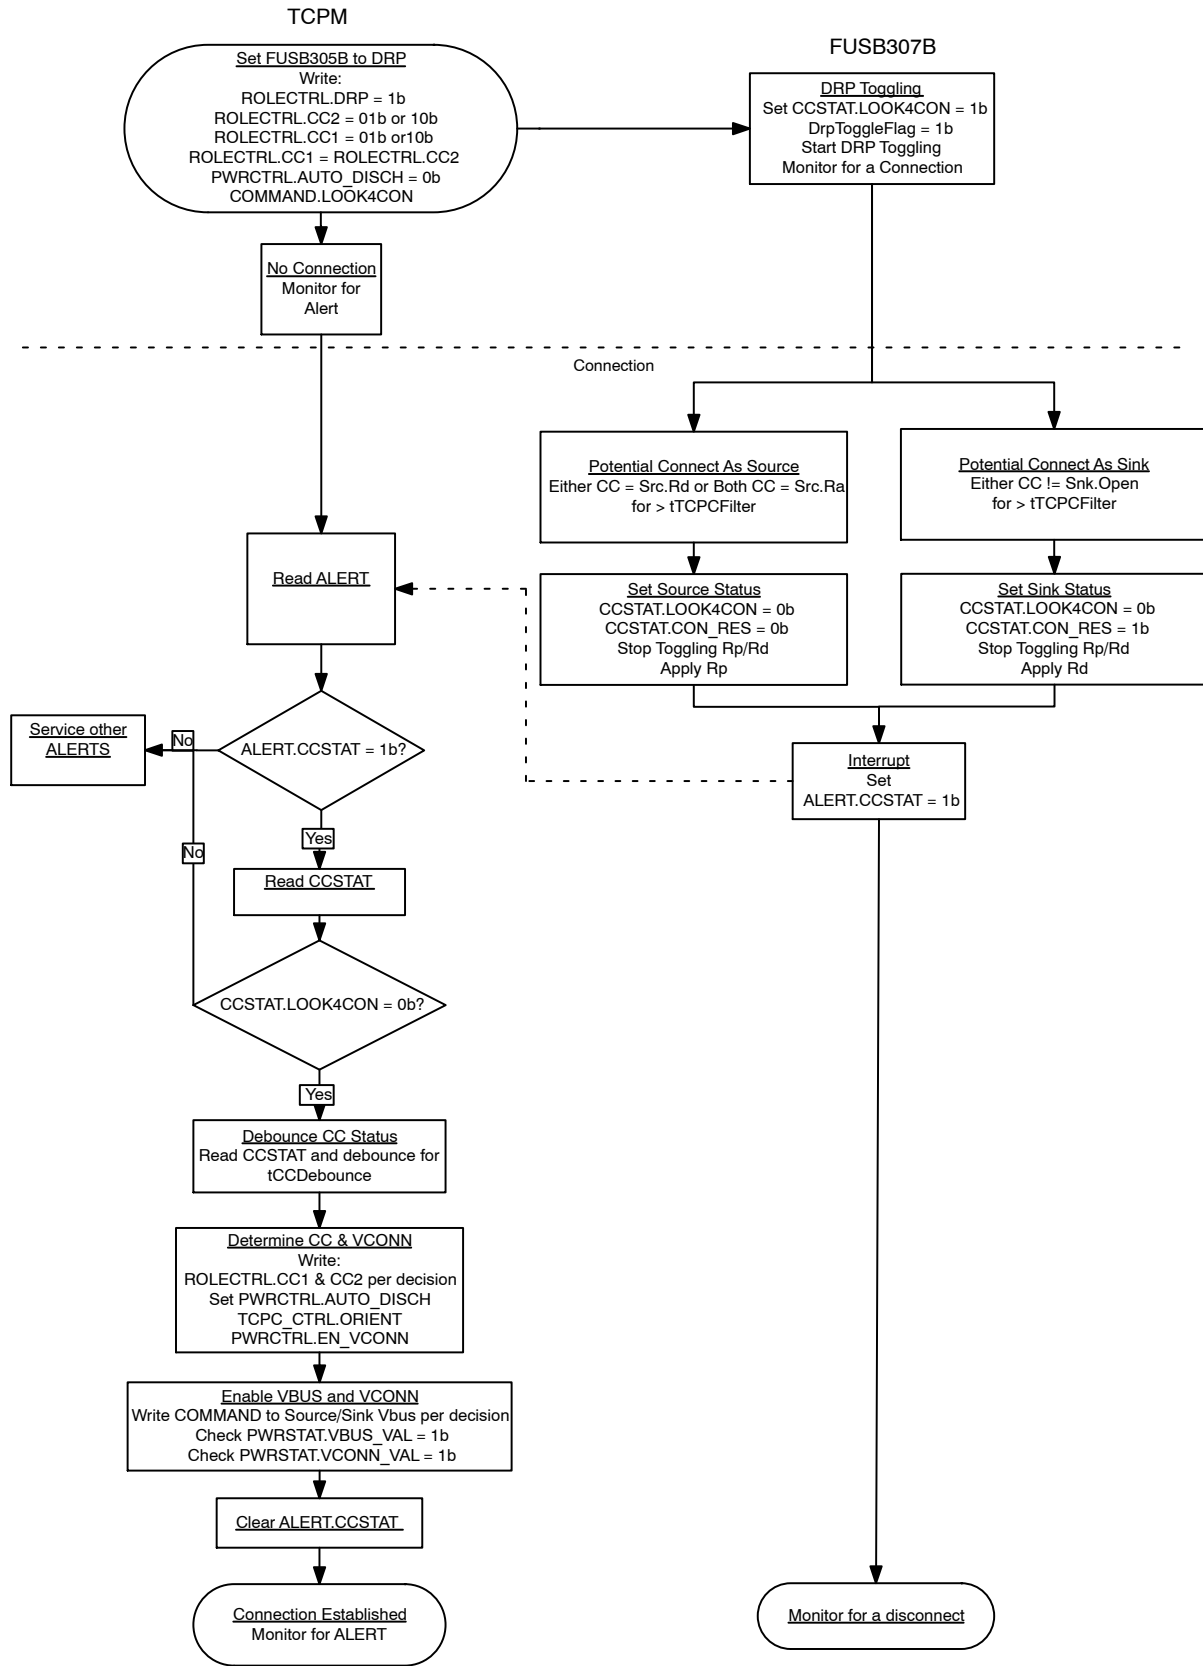 TCPM
FUSB307B
Set FUSB305B to DRP
Write:
ROLECTRL.DRP = 1b
ROLECTRL.CC2 = 01b or 10b
ROLECTRL.CC1 = 01b or10b
ROLECTRL.CC1 = ROLECTRL.CC2
PWRCTRL.AUTO_DISCH = 0b
COMMAND.LOOK4CON
DRP Toggling
Set CCSTAT.LOOK4CON = 1b
DrpToggleFlag = 1b
Start DRP Toggling
Monitor for a Connection
No Connection
Monitor for
Alert
Connection
Potential Connect As Source
Either CC = Src.Rd or Both CC = Src.Ra
for > tTCPCFilter
Potential Connect As Sink
Either CC != Snk.Open
for > tTCPCFilter
Read ALERT
Set Source Status
CCSTAT.LOOK4CON = 0b
CCSTAT.CON_RES = 0b
Stop Toggling Rp/Rd
Apply Rp
Set Sink Status
CCSTAT.LOOK4CON = 0b
CCSTAT.CON_RES = 1b
Stop Toggling Rp/Rd
Apply Rd
Service other
ALERTS
No
ALERT.CCSTAT = 1b?
Interrupt
Set
ALERT.CCSTAT = 1b
Yes
No
Read CCSTAT
CCSTAT.LOOK4CON = 0b?
Yes
Debounce CC Status
Read CCSTAT and debounce for
tCCDebounce
Determine CC & VCONN
Write:
ROLECTRL.CC1 & CC2 per decision
Set PWRCTRL.AUTO_DISCH
TCPC_CTRL.ORIENT
PWRCTRL.EN_VCONN
Enable VBUS and VCONN
Write COMMAND to Source/Sink Vbus per decision
Check PWRSTAT.VBUS_VAL = 1b
Check PWRSTAT.VCONN_VAL = 1b
Clear ALERT.CCSTAT
Connection Established
Monitor for ALERT
Monitor for a disconnect